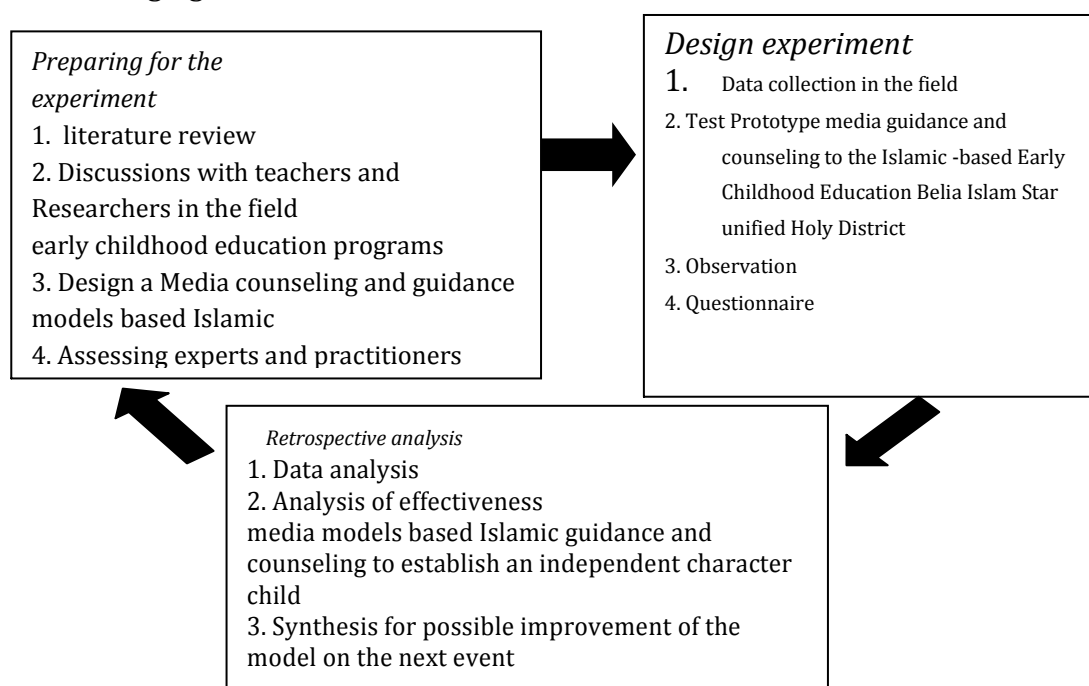 Preparing for the
experiment
1. literature review
2. Discussions with teachers and
Researchers in the field
early childhood education programs
3. Design a Media counseling and guidance
models based Islamic
4. Assessing experts and practitioners
Design experiment
1. Data collection in the field
2. Test Prototype media guidance and
counseling to the Islamic -based Early
Childhood Education Belia Islam Star
unified Holy District
3. Observation
4. Questionnaire
Retrospective analysis
1. Data analysis
2. Analysis of effectiveness
media models based Islamic guidance and
counseling to establish an independent character
child
3. Synthesis for possible improvement of the
model on the next event